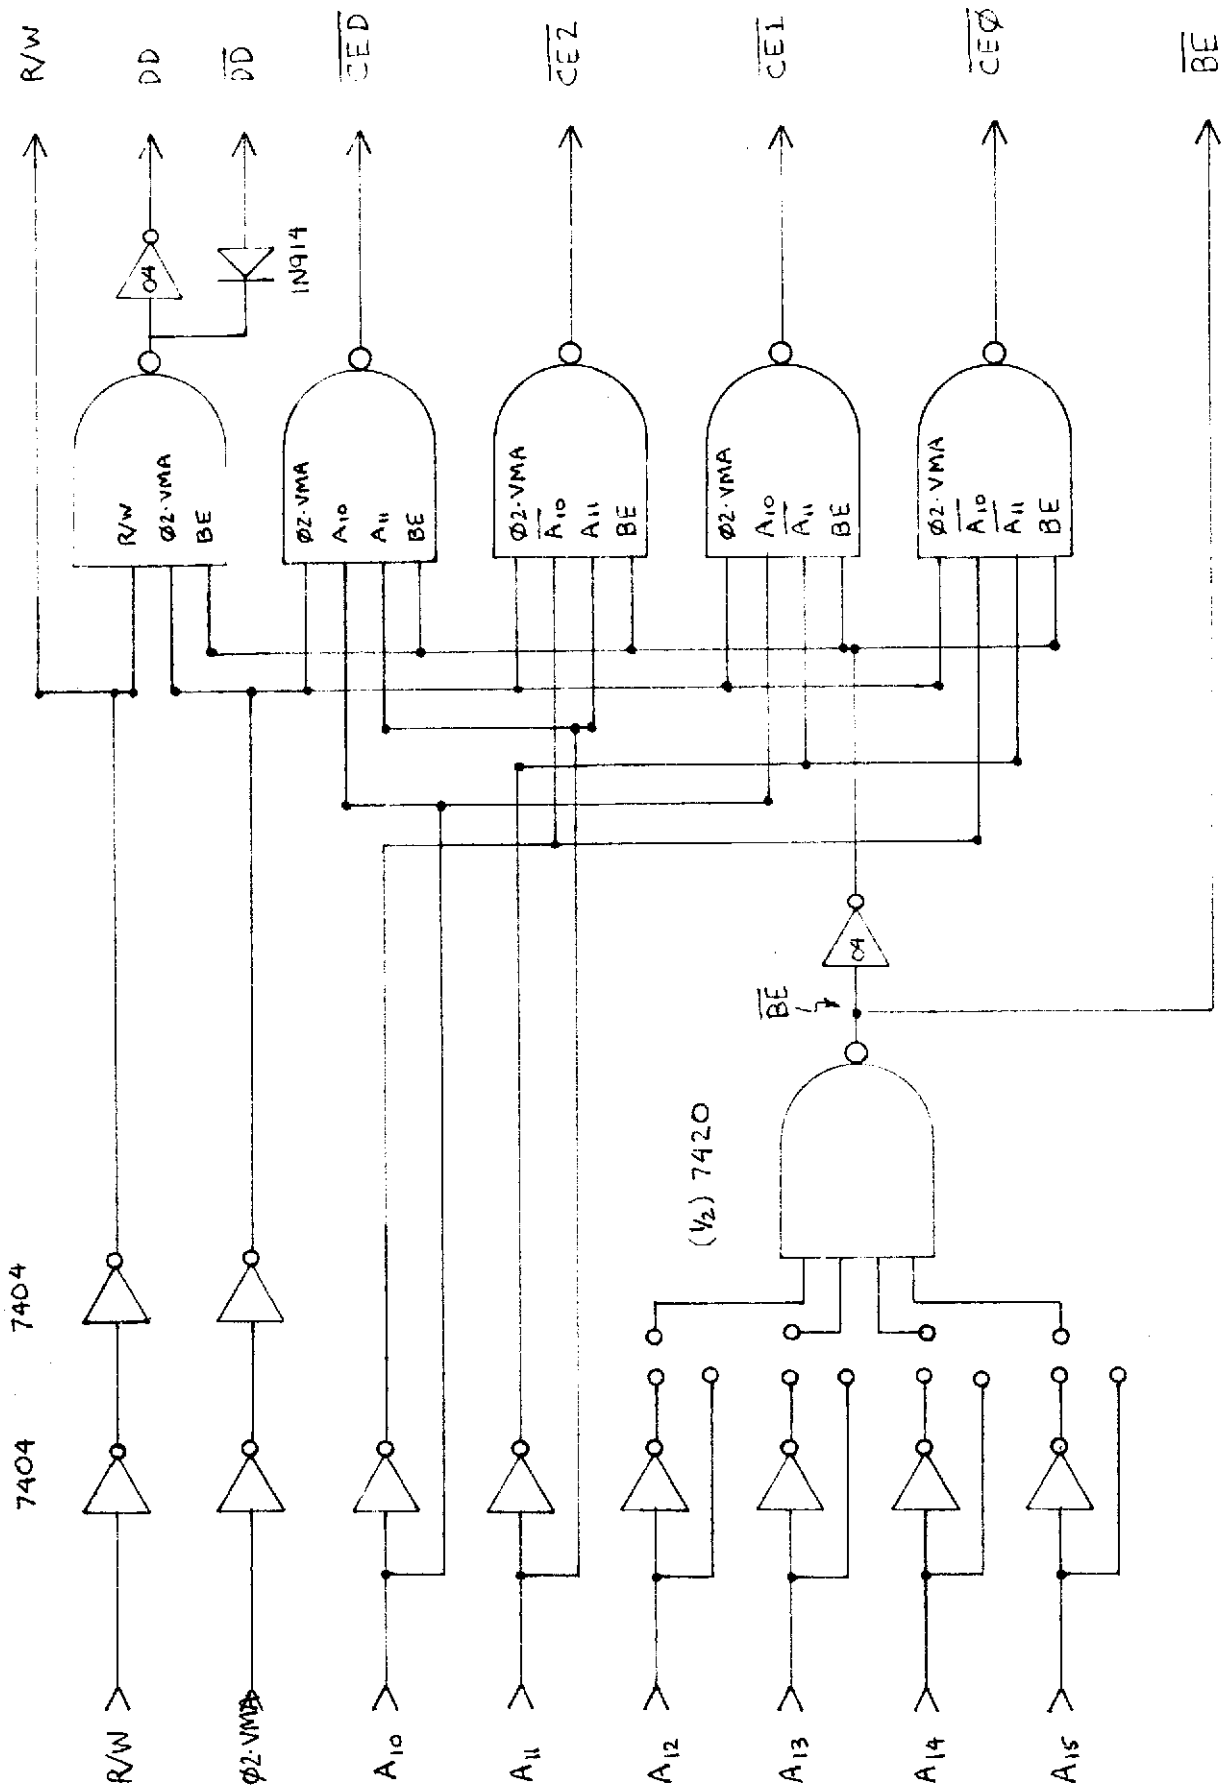 R/W
DD
DD
CED
CE2
CE1
CEØ
BE
04
1N914
R/W
Ø2·VMA
BE
Ø2·VMA
A10
A11
BE
Ø2·VMA
A10
A11
BE
Ø2·VMA
A10
A11
BE
Ø2·VMA
A10
A11
BE
04
BE
(1/2) 7420
7404
7404
R/W
Ø2·VMA
A10
A11
A12
A13
A14
A15